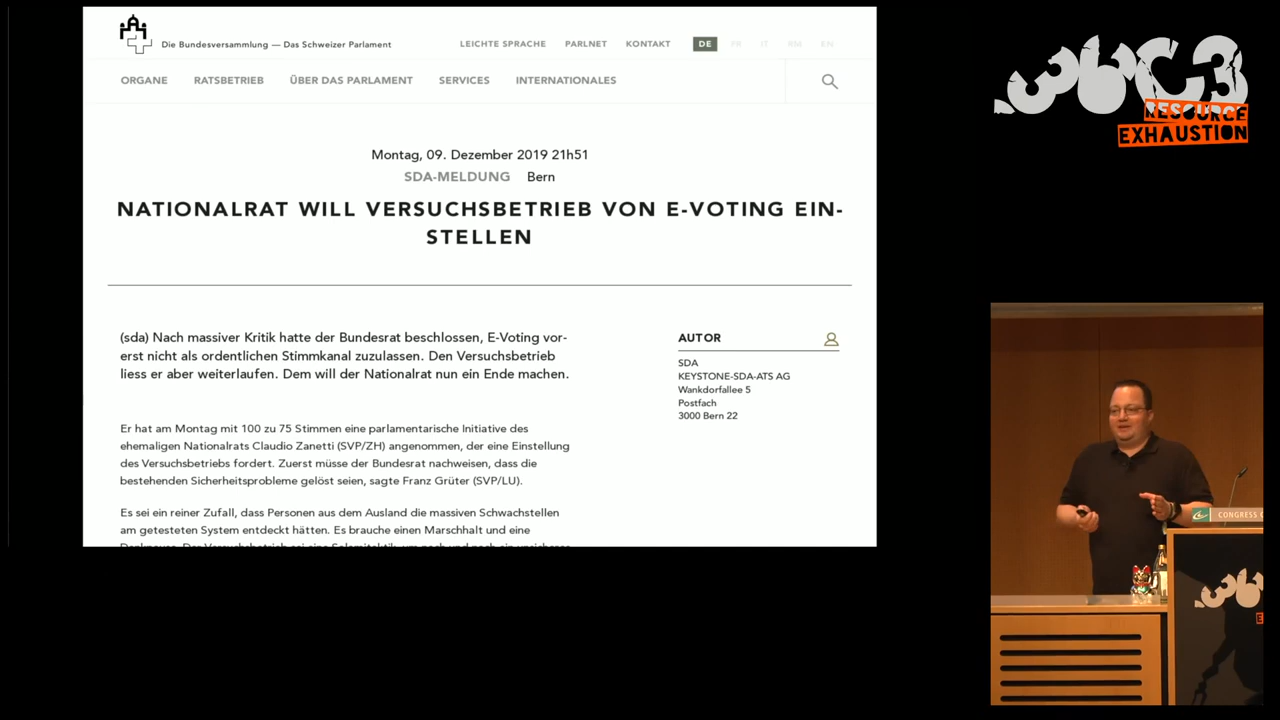 Die Bundesversammlung — Das Schweizer Parlament
LEICHTE SPRACHE PARLNET KONTAKT DE FR IT RM EN
ORGANE RATSBETRIEB ÜBER DAS PARLAMENT SERVICES INTERNATIONALES
Montag, 09. Dezember 2019 21h51
SDA-MELDUNG Bern
NATIONALRAT WILL VERSUCHSBETRIEB VON E-VOTING EIN-
STELLEN
(sda) Nach massiver Kritik hatte der Bundesrat beschlossen, E-Voting vor-
erst nicht als ordentlichen Stimmkanal zuzulassen. Den Versuchsbetrieb
liess er aber weiterlaufen. Dem will der Nationalrat nun ein Ende machen.
Er hat am Montag mit 100 zu 75 Stimmen eine parlamentarische Initiative des
ehemaligen Nationalrats Claudio Zanetti (SVP/ZH) angenommen, der eine Einstellung
des Versuchsbetriebs fordert. Zuerst müsse der Bundesrat nachweisen, dass die
bestehenden Sicherheitsprobleme gelöst seien, sagte Franz Grüter (SVP/LU).
Es sei ein reiner Zufall, dass Personen aus dem Ausland die massiven Schwachstellen
am getesteten System entdeckt hätten. Es brauche einen Marschhalt und eine
AUTOR
SDA
KEYSTONE-SDA-ATS AG
Wankdorfallee 5
Postfach
3000 Bern 22
36C3
RESOURCE
EXHAUSTION
CONGRESS